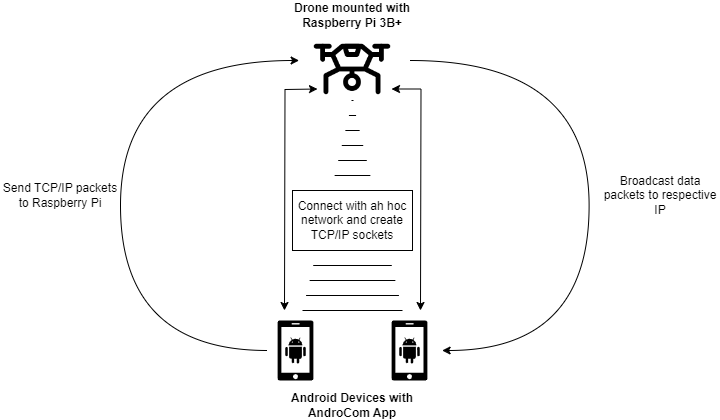 Drone mounted with
Raspberry Pi 3B+
Send TCP/IP packets
to Raspberry Pi
Broadcast data
packets to respective
IP
Connect with ah hoc
network and create
TCP/IP sockets
Android Devices with
AndroCom App